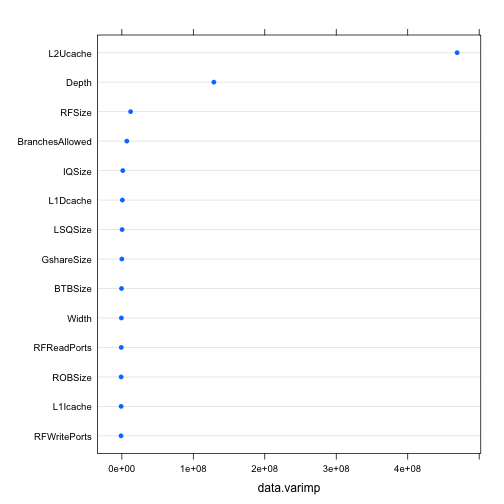 L2Ucache
Depth
RFSize
BranchesAllowed
IQSize
L1Dcache
LSQSize
GshareSize
BTBSize
Width
RFReadPorts
ROBSize
L1Icache
RFWritePorts
0e+00 1e+08 2e+08 3e+08 4e+08
data.varimp